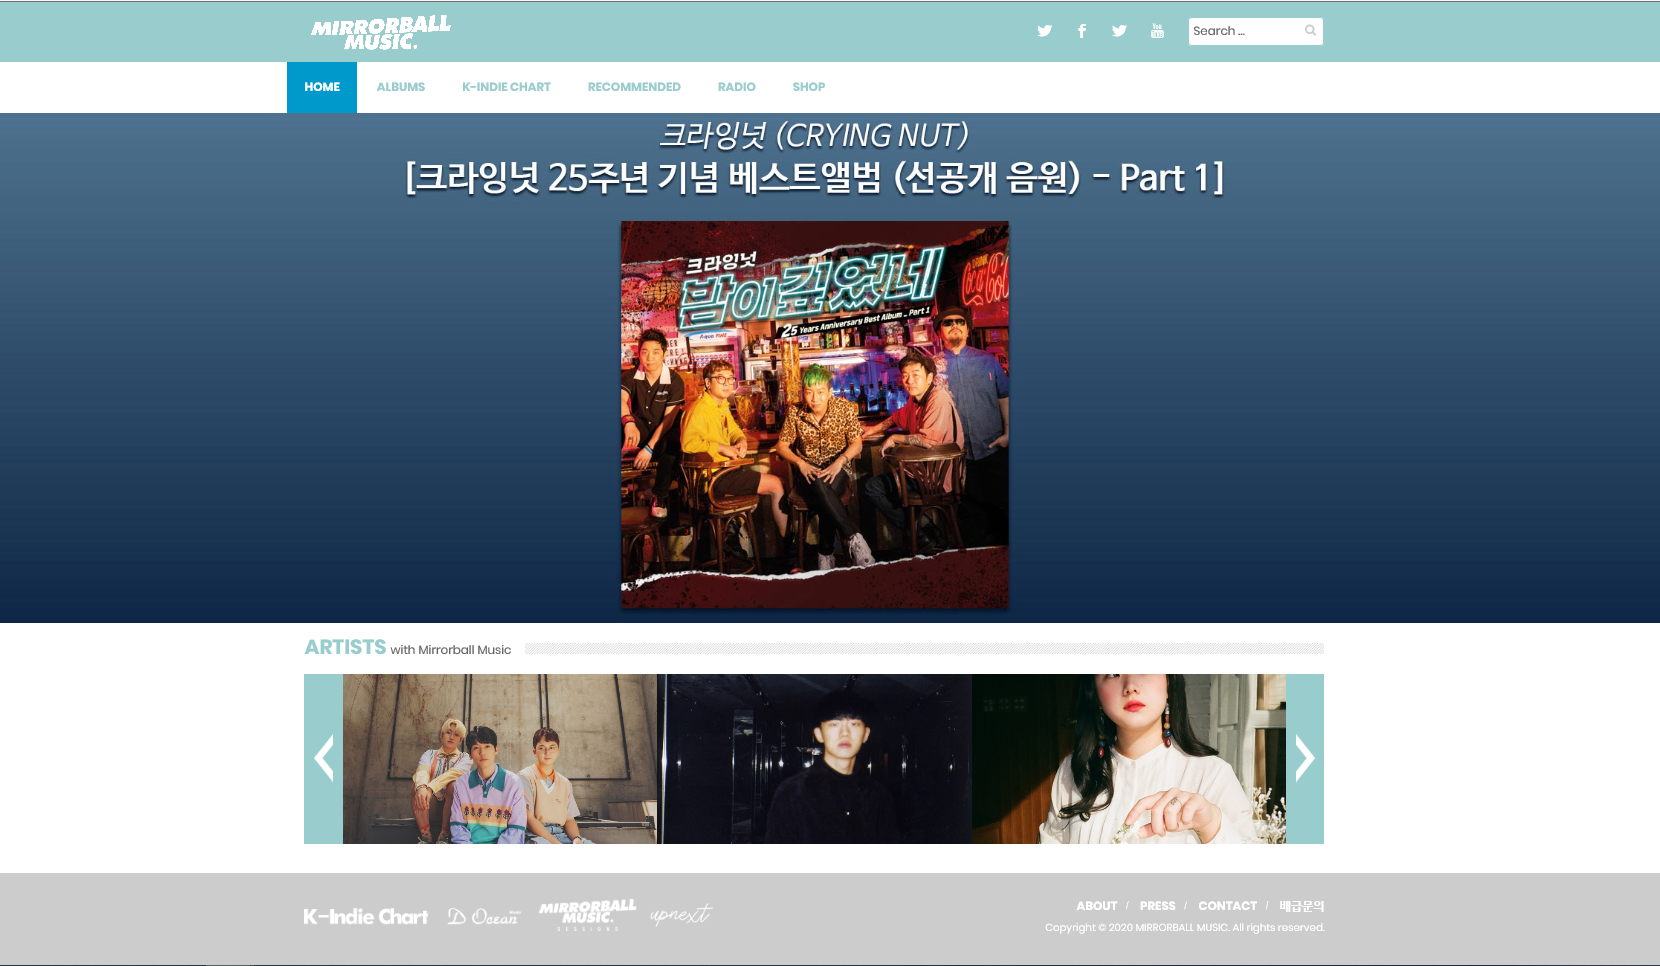 MIRRORBALL
MUSIC.
Search ...
HOME
ALBUMS
K-INDIE CHART
RECOMMENDED
RADIO
SHOP
크라잉넛 (CRYING NUT)
[크라잉넛 25주년 기념 베스트앨범 (선공개 음원) - Part 1]
크라잉넛
밤이깊었네
25 Years Anniversary Best Album - Part 1
ARTISTS with Mirrorball Music
K-Indie Chart
D Ocean
MIRRORBALL
MUSIC.
SESSIONS
upnext
ABOUT / PRESS / CONTACT / 배급문의
Copyright © 2020 MIRRORBALL MUSIC. All rights reserved.